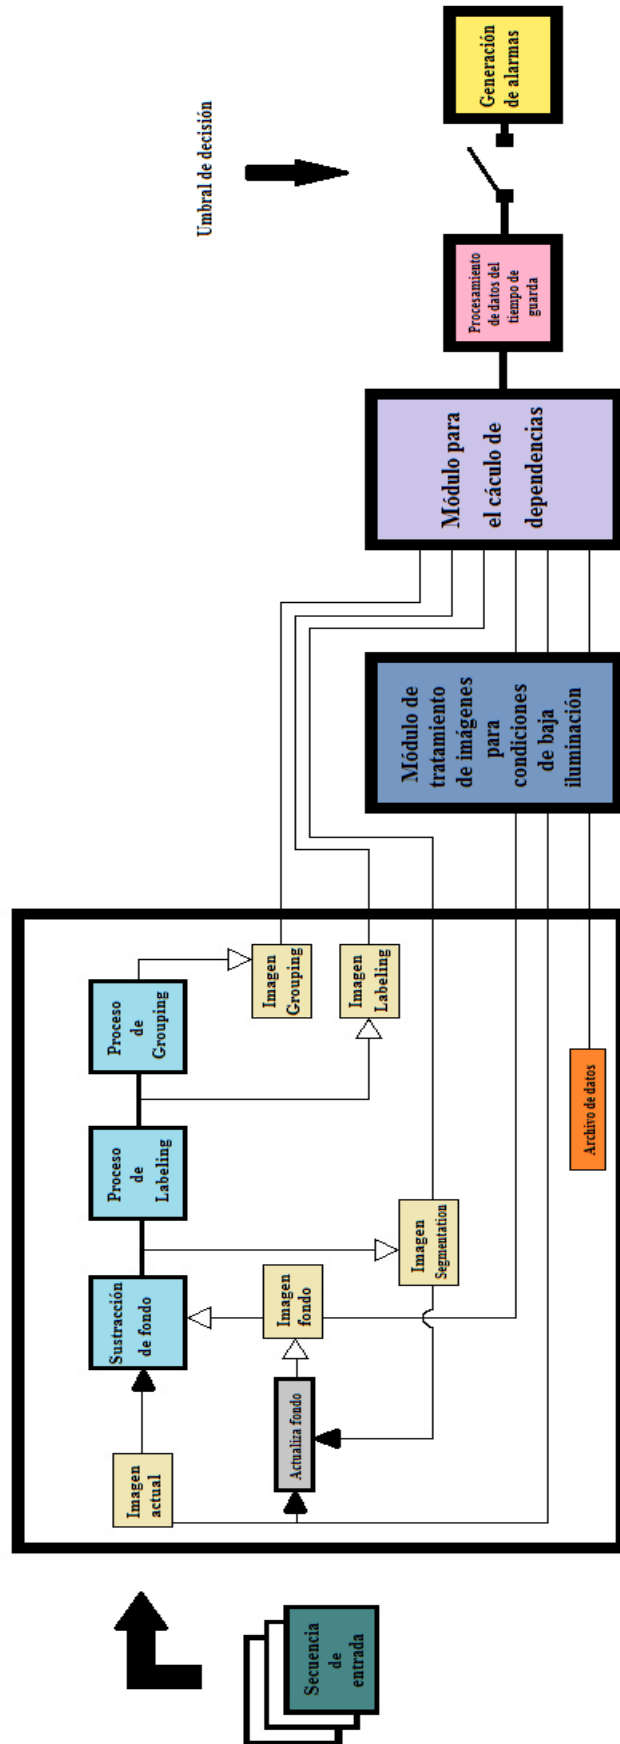 Secuencia
de
entrada
Imagen
actual
Sustracción
de fondo
Proceso
de
Labeling
Proceso
de
Grouping
Actualiza fondo
Imagen
fondo
Imagen
Segmentation
Imagen
Labeling
Imagen
Grouping
Archivo de datos
Módulo de
tratamiento
de imágenes
para
condiciones
de baja
iluminación
Módulo para
el cáculo de
dependencias
Procesamiento
de datos del
tiempo de
guarda
Umbral de decisión
Generación
de alarmas